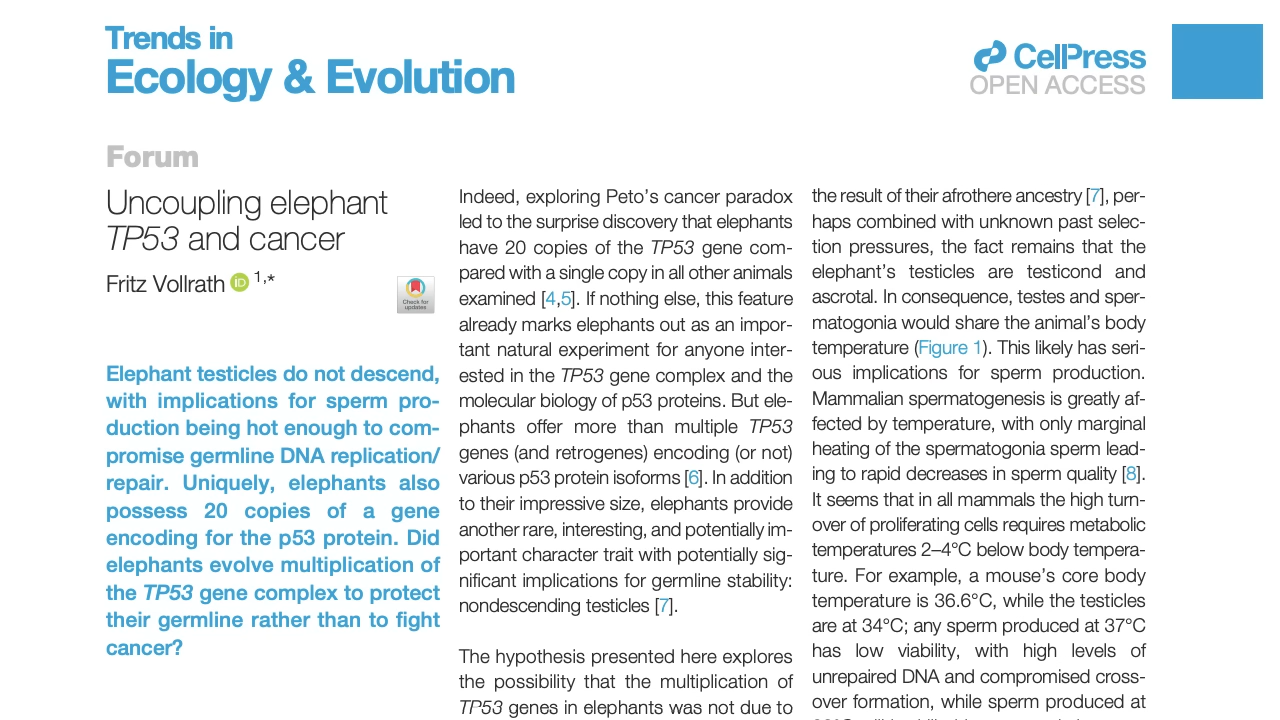 Trends in
Ecology & Evolution
CellPress
OPEN ACCESS
Forum
Uncoupling elephant
TP53 and cancer
Fritz Vollrath iD 1,*
Check for
updates
Elephant testicles do not descend,
with implications for sperm pro-
duction being hot enough to com-
promise germline DNA replication/
repair. Uniquely, elephants also
possess 20 copies of a gene
encoding for the p53 protein. Did
elephants evolve multiplication of
the TP53 gene complex to protect
their germline rather than to fight
cancer?
Indeed, exploring Peto's cancer paradox
led to the surprise discovery that elephants
have 20 copies of the TP53 gene com-
pared with a single copy in all other animals
examined [4,5]. If nothing else, this feature
already marks elephants out as an impor-
tant natural experiment for anyone inter-
ested in the TP53 gene complex and the
molecular biology of p53 proteins. But ele-
phants offer more than multiple TP53
genes (and retrogenes) encoding (or not)
various p53 protein isoforms [6]. In addition
to their impressive size, elephants provide
another rare, interesting, and potentially im-
portant character trait with potentially sig-
nificant implications for germline stability:
nondescending testicles [7].
The hypothesis presented here explores
the possibility that the multiplication of
TP53 genes in elephants was not due to
the result of their afrothere ancestry [7], per-
haps combined with unknown past selec-
tion pressures, the fact remains that the
elephant's testicles are testicond and
ascrotal. In consequence, testes and sper-
matogonia would share the animal's body
temperature (Figure 1). This likely has seri-
ous implications for sperm production.
Mammalian spermatogenesis is greatly af-
fected by temperature, with only marginal
heating of the spermatogonia sperm lead-
ing to rapid decreases in sperm quality [8].
It seems that in all mammals the high turn-
over of proliferating cells requires metabolic
temperatures 2–4°C below body tempera-
ture. For example, a mouse's core body
temperature is 36.6°C, while the testicles
are at 34°C; any sperm produced at 37°C
has low viability, with high levels of
unrepaired DNA and compromised cross-
over formation, while sperm produced at